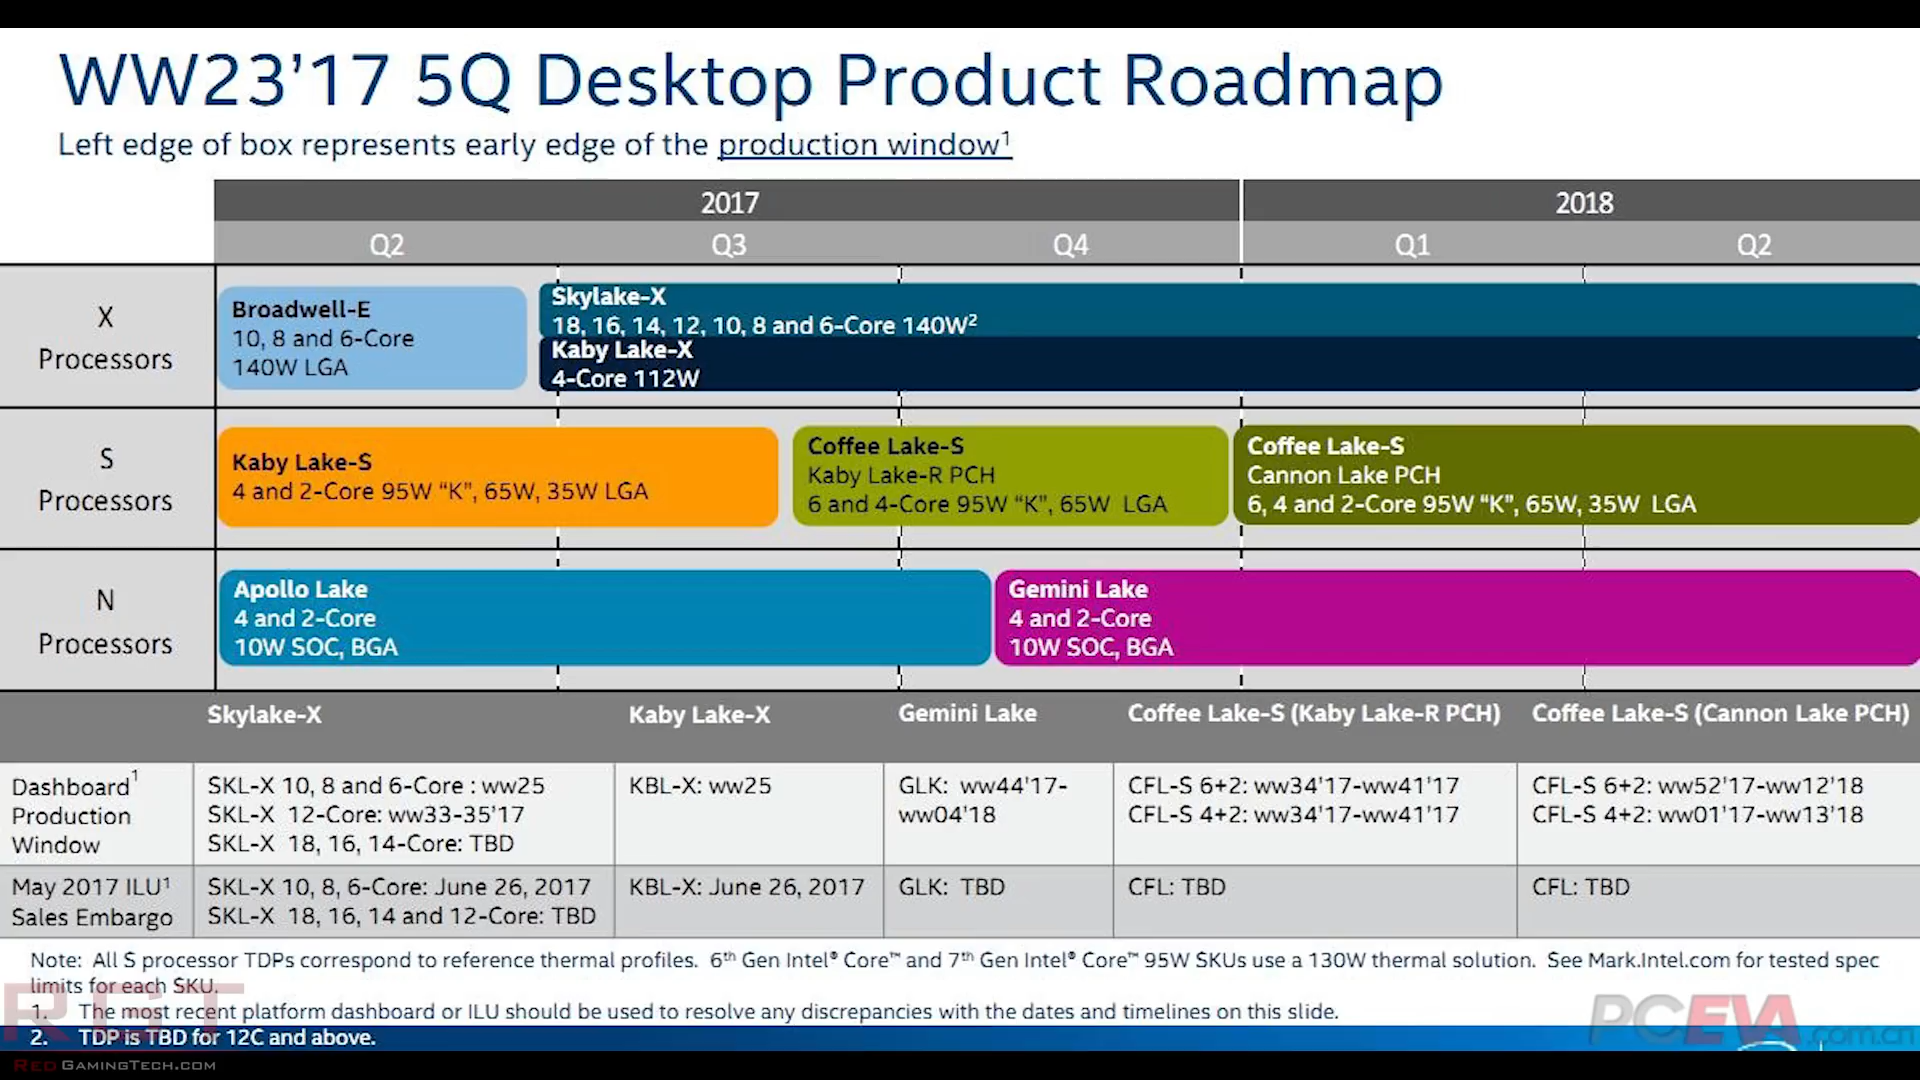 WW23’17 5Q Desktop Product Roadmap
Left edge of box represents early edge of the production window¹
2017
2018
Q2
Q3
Q4
Q1
Q2
X
Processors
Broadwell-E
10, 8 and 6-Core
140W LGA
Skylake-X
18, 16, 14, 12, 10, 8 and 6-Core 140W²
Kaby Lake-X
4-Core 112W
S
Processors
Kaby Lake-S
4 and 2-Core 95W “K”, 65W, 35W LGA
Coffee Lake-S
Kaby Lake-R PCH
6 and 4-Core 95W “K”, 65W LGA
Coffee Lake-S
Cannon Lake PCH
6, 4 and 2-Core 95W “K”, 65W, 35W LGA
N
Processors
Apollo Lake
4 and 2-Core
10W SOC, BGA
Gemini Lake
4 and 2-Core
10W SOC, BGA
Skylake-X
Kaby Lake-X
Gemini Lake
Coffee Lake-S (Kaby Lake-R PCH)
Coffee Lake-S (Cannon Lake PCH)
Dashboard¹
Production
Window
SKL-X 10, 8 and 6-Core : ww25
SKL-X 12-Core: ww33-35’17
SKL-X 18, 16, 14-Core: TBD
KBL-X: ww25
GLK: ww44'17-
ww04’18
CFL-S 6+2: ww34'17-ww41’17
CFL-S 4+2: ww34’17-ww41’17
CFL-S 6+2: ww52’17-ww12’18
CFL-S 4+2: ww01’17-ww13’18
May 2017 ILU¹
Sales Embargo
SKL-X 10, 8, 6-Core: June 26, 2017
SKL-X 18, 16, 14 and 12-Core: TBD
KBL-X: June 26, 2017
GLK: TBD
CFL: TBD
CFL: TBD
Note: All S processor TDPs correspond to reference thermal profiles. 6th Gen Intel® Core™ and 7th Gen Intel® Core™ 95W SKUs use a 130W thermal solution. See Mark.Intel.com for tested spec
limits for each SKU.
1. The most recent platform dashboard or ILU should be used to resolve any discrepancies with the dates and timelines on this slide.
2. TDP is TBD for 12C and above.
RGT
REDGAMINGTECH.COM
PCEVA.com.cn